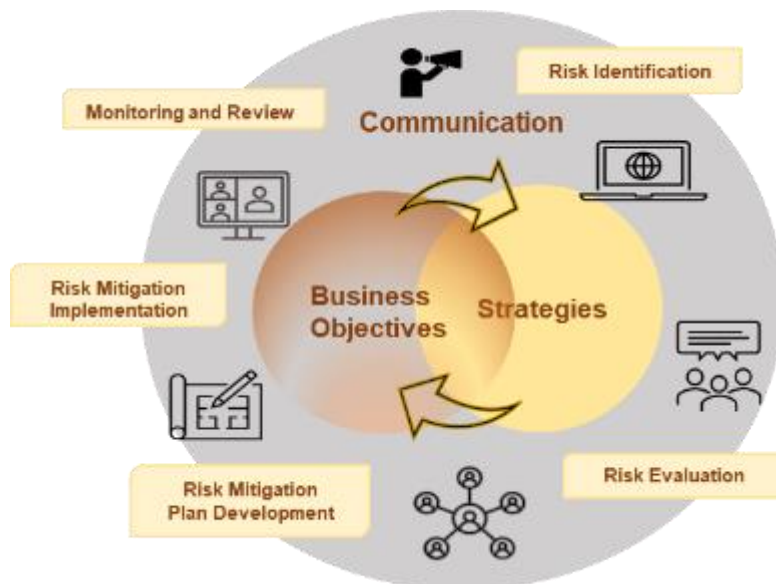 Risk Identification
Monitoring and Review
Communication
Risk Mitigation
Implementation
Business
Objectives
Strategies
Risk Evaluation
Risk Mitigation
Plan Development